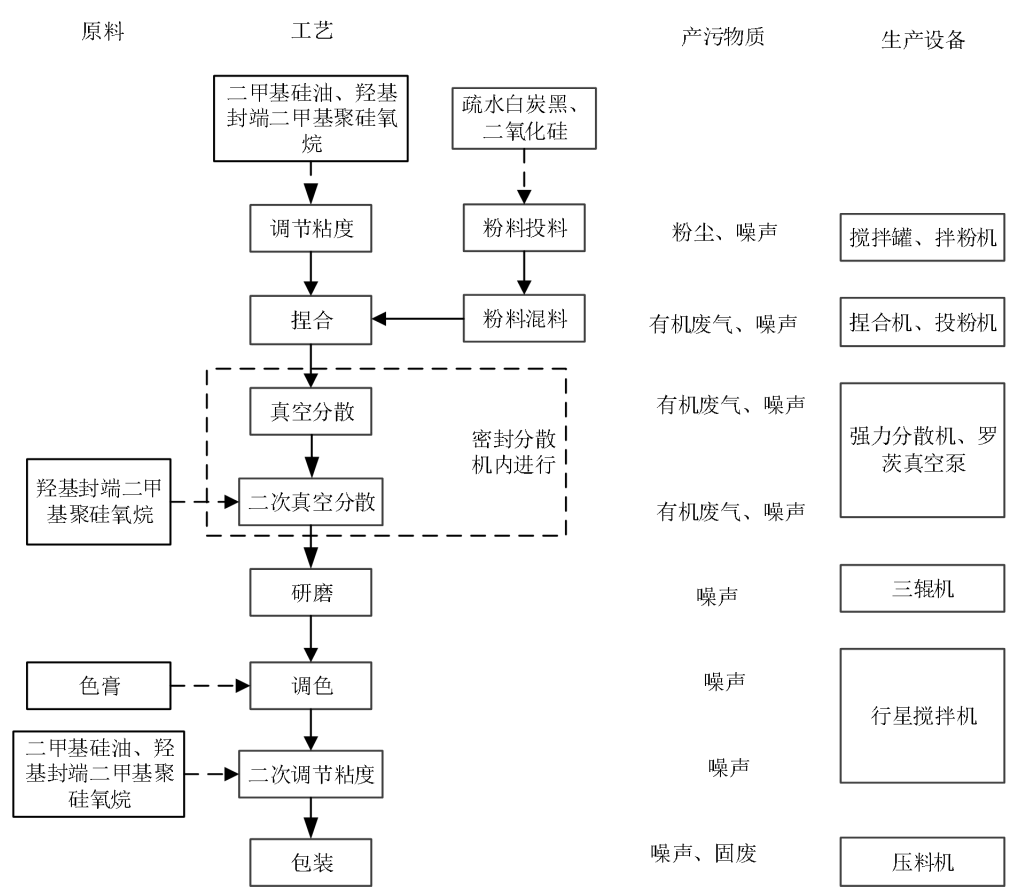 原料
工艺
产污物质
生产设备
二甲基硅油、羟基
封端二甲基聚硅氧
烷
疏水白炭黑、
二氧化硅
调节粘度
粉料投料
粉尘、噪声
搅拌罐、拌粉机
捏合
粉料混料
有机废气、噪声
捏合机、投粉机
真空分散
有机废气、噪声
密封分散
机内进行
强力分散机、罗
茨真空泵
羟基封端二甲
基聚硅氧烷
二次真空分散
有机废气、噪声
研磨
噪声
三辊机
色膏
调色
噪声
行星搅拌机
二甲基硅油、羟
基封端二甲基聚
硅氧烷
二次调节粘度
噪声
包装
噪声、固废
压料机